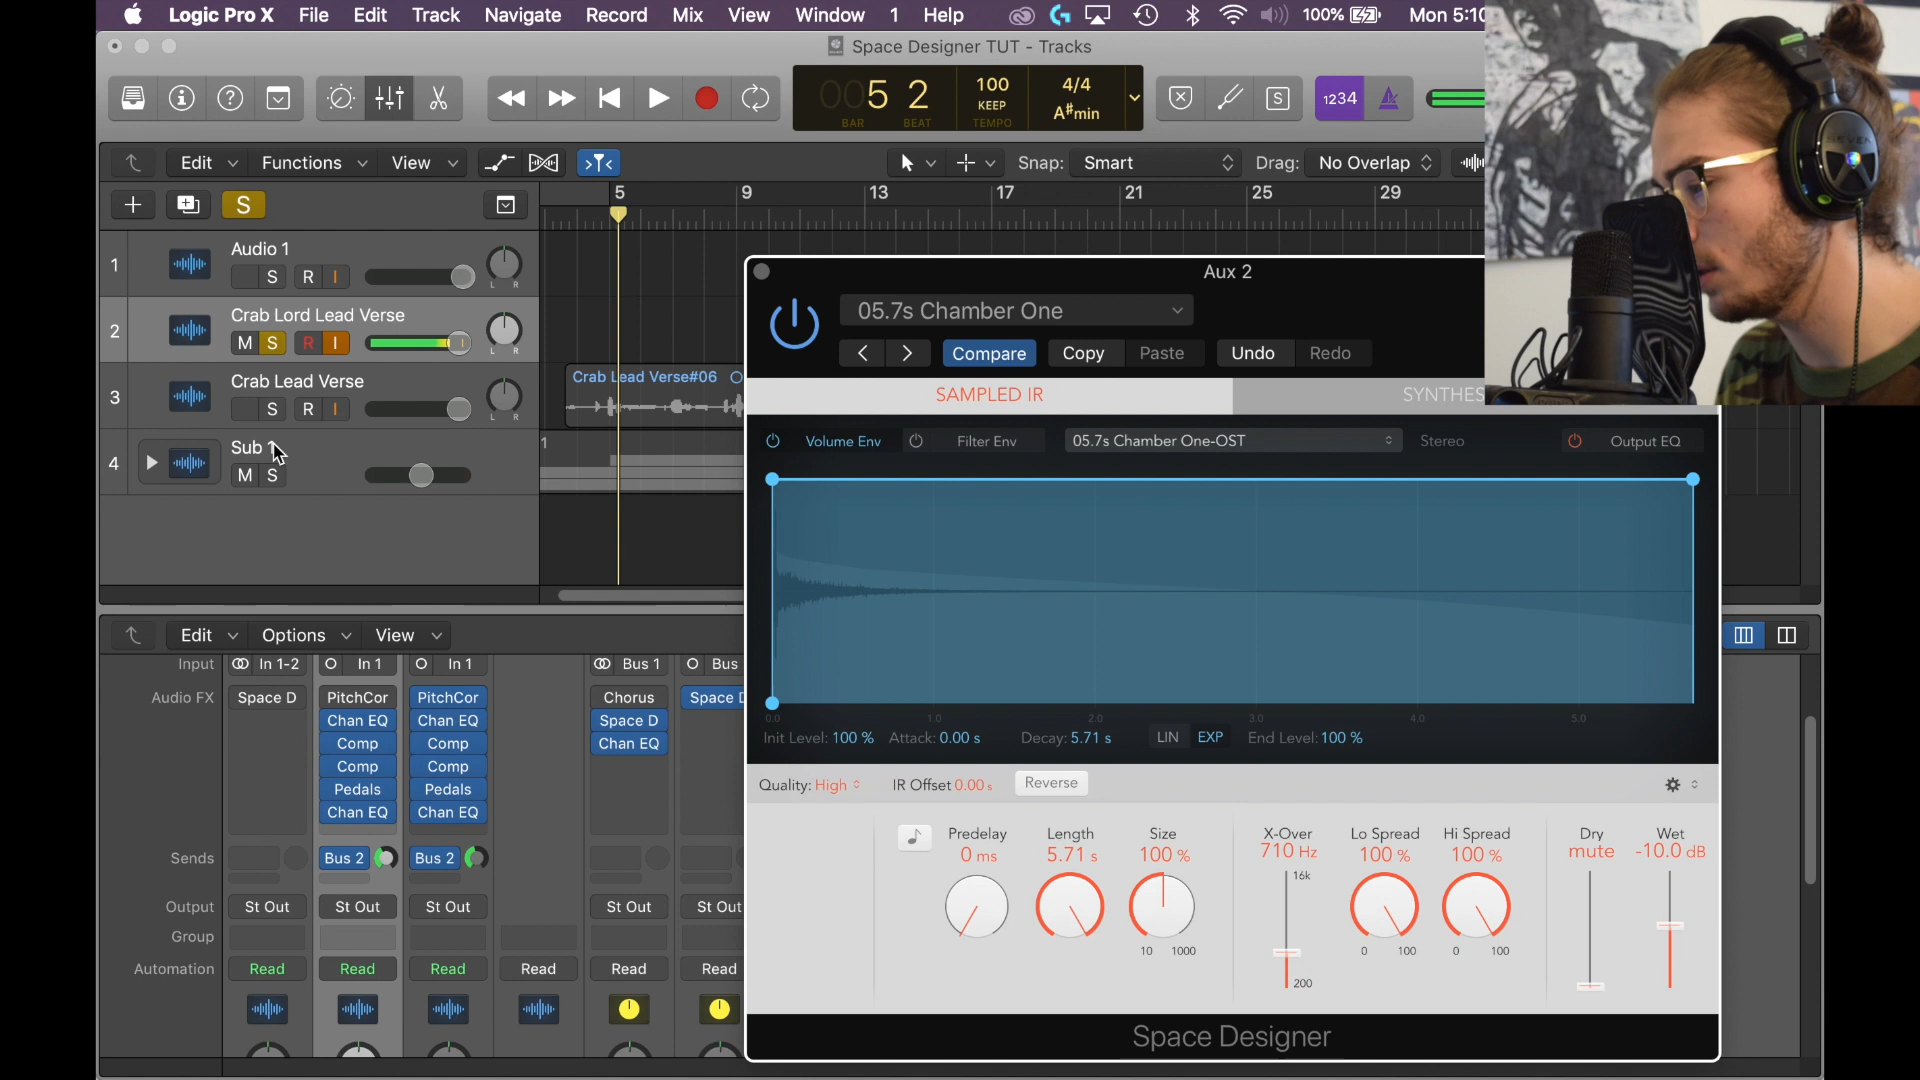 Logic Pro X File Edit Track Navigate Record Mix View Window 1 Help 100% Mon 5:10
Space Designer TUT - Tracks
005 2 100 4/4
KEEP A#min
BAR BEAT TEMPO
S 1234
Edit Functions View Snap: Smart Drag: No Overlap
S 5 9 13 17 21 25 29
1 Audio 1
S R I L R
2 Crab Lord Lead Verse
M S R I L R
3 Crab Lead Verse
S R I L R
Crab Lead Verse#06
4 Sub 1
M S
1
Aux 2
05.7s Chamber One
Compare Copy Paste Undo Redo
SAMPLED IR SYNTHES
Volume Env Filter Env 05.7s Chamber One-OST Stereo Output EQ
0.0 1.0 2.0 3.0 4.0 5.0
Init Level: 100 % Attack: 0.00 s Decay: 5.71 s LIN EXP End Level: 100 %
Quality: High IR Offset 0.00 s Reverse
Predelay Length Size X-Over Lo Spread Hi Spread Dry Wet
0 ms 5.71 s 100 % 710 Hz 100 % 100 % mute -10.0 dB
16k
10 1000 0 100 0 100
200
Space Designer
Edit Options View
Input In 1-2 In 1 In 1 Bus 1 Bus
Audio FX Space D PitchCor PitchCor Chorus Space D
Chan EQ Chan EQ Space D
Comp Comp Chan EQ
Comp Comp
Pedals Pedals
Chan EQ Chan EQ
Sends Bus 2 Bus 2
Output St Out St Out St Out St Out St Out
Group
Automation Read Read Read Read Read Read